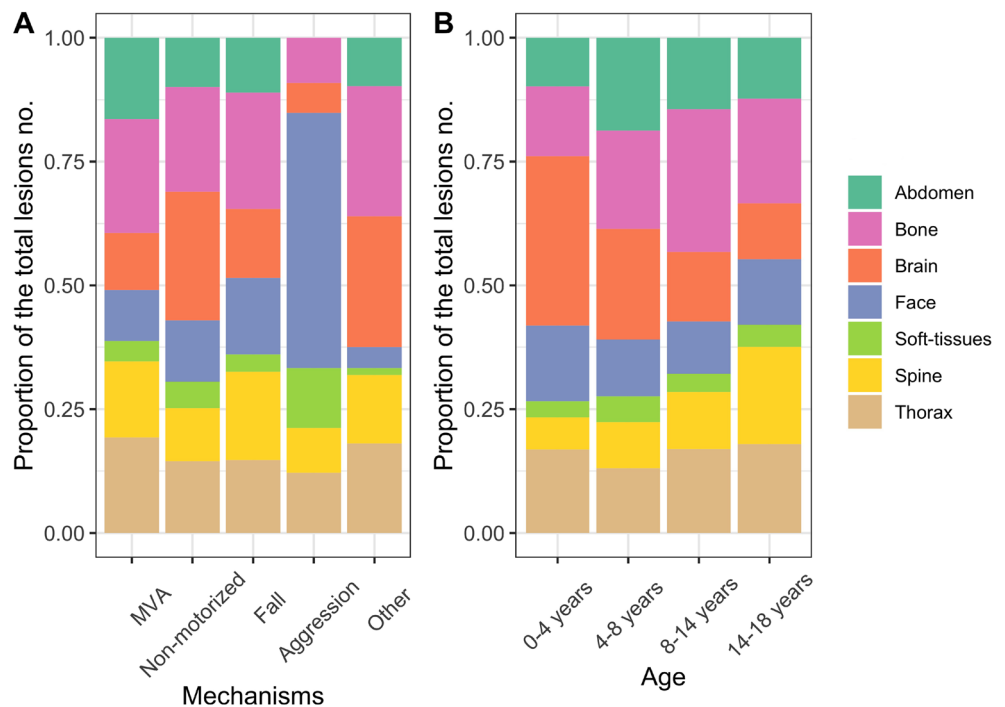 A
Proportion of the total lesions no.
1.00
0.75
0.50
0.25
0.00
MVA
Non-motorized
Fall
Aggression
Other
Mechanisms
B
Proportion of the total lesions no.
1.00
0.75
0.50
0.25
0.00
0-4 years
4-8 years
8-14 years
14-18 years
Age
Abdomen
Bone
Brain
Face
Soft-tissues
Spine
Thorax